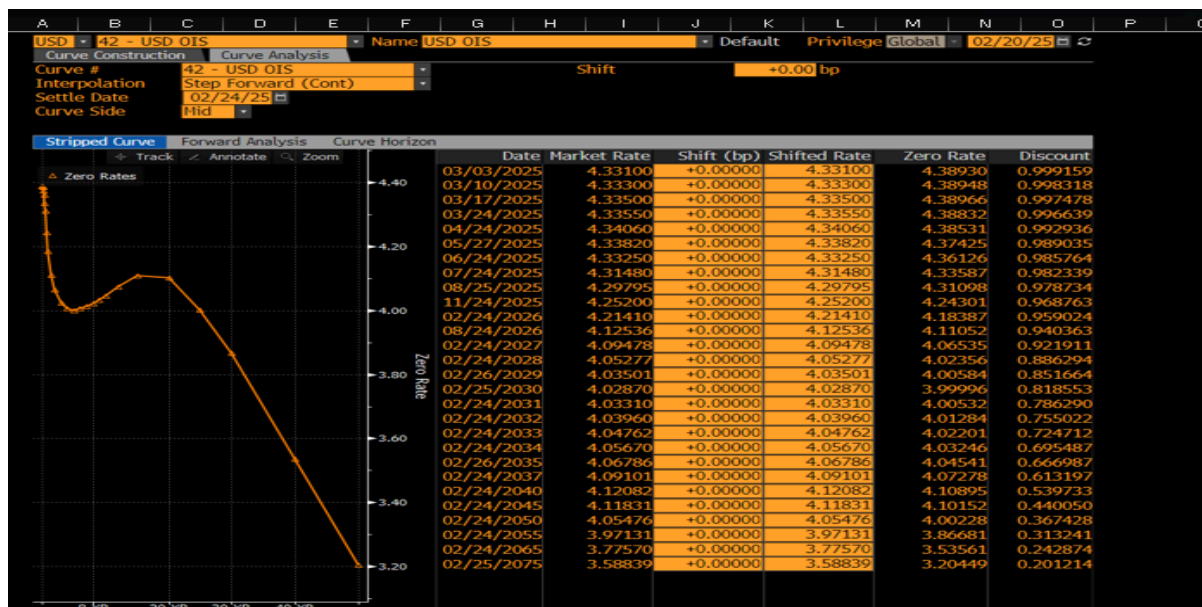 A B C D E F G H I J K L M N O P
USD 42 - USD OIS Name USD OIS Default Privilege Global 02/20/25
Curve Construction Curve Analysis
Curve # 42 - USD OIS Shift +0.00 bp
Interpolation Step Forward (Cont)
Settle Date 02/24/25
Curve Side Mid
Stripped Curve Forward Analysis Curve Horizon
Track Annotate Zoom
Zero Rates
4.40
4.20
4.00
3.80
3.60
3.40
3.20
Zero Rate
Date Market Rate Shift (bp) Shifted Rate Zero Rate Discount
03/03/2025 4.33100 +0.00000 4.33100 4.38930 0.999159
03/10/2025 4.33300 +0.00000 4.33300 4.38948 0.998318
03/17/2025 4.33500 +0.00000 4.33500 4.38966 0.997478
03/24/2025 4.33550 +0.00000 4.33550 4.38832 0.996639
04/24/2025 4.34060 +0.00000 4.34060 4.38531 0.992936
05/27/2025 4.33820 +0.00000 4.33820 4.37425 0.989035
06/24/2025 4.33250 +0.00000 4.33250 4.36126 0.985764
07/24/2025 4.31480 +0.00000 4.31480 4.33587 0.982339
08/25/2025 4.29795 +0.00000 4.29795 4.31098 0.978734
11/24/2025 4.25200 +0.00000 4.25200 4.24301 0.968763
02/24/2026 4.21410 +0.00000 4.21410 4.18387 0.959024
08/24/2026 4.12536 +0.00000 4.12536 4.11052 0.940363
02/24/2027 4.09478 +0.00000 4.09478 4.06535 0.921911
02/24/2028 4.05277 +0.00000 4.05277 4.02356 0.886294
02/26/2029 4.03501 +0.00000 4.03501 4.00584 0.851664
02/25/2030 4.02870 +0.00000 4.02870 3.99996 0.818553
02/24/2031 4.03310 +0.00000 4.03310 4.00532 0.786290
02/24/2032 4.03960 +0.00000 4.03960 4.01284 0.755022
02/24/2033 4.04762 +0.00000 4.04762 4.02201 0.724712
02/24/2034 4.05670 +0.00000 4.05670 4.03246 0.695487
02/26/2035 4.06786 +0.00000 4.06786 4.04541 0.666987
02/24/2037 4.09101 +0.00000 4.09101 4.07278 0.613197
02/24/2040 4.12082 +0.00000 4.12082 4.10895 0.539733
02/24/2045 4.11831 +0.00000 4.11831 4.10152 0.440050
02/24/2050 4.05476 +0.00000 4.05476 4.00228 0.367428
02/24/2055 3.97131 +0.00000 3.97131 3.86681 0.313241
02/24/2065 3.77570 +0.00000 3.77570 3.53561 0.242874
02/25/2075 3.58839 +0.00000 3.58839 3.20449 0.201214